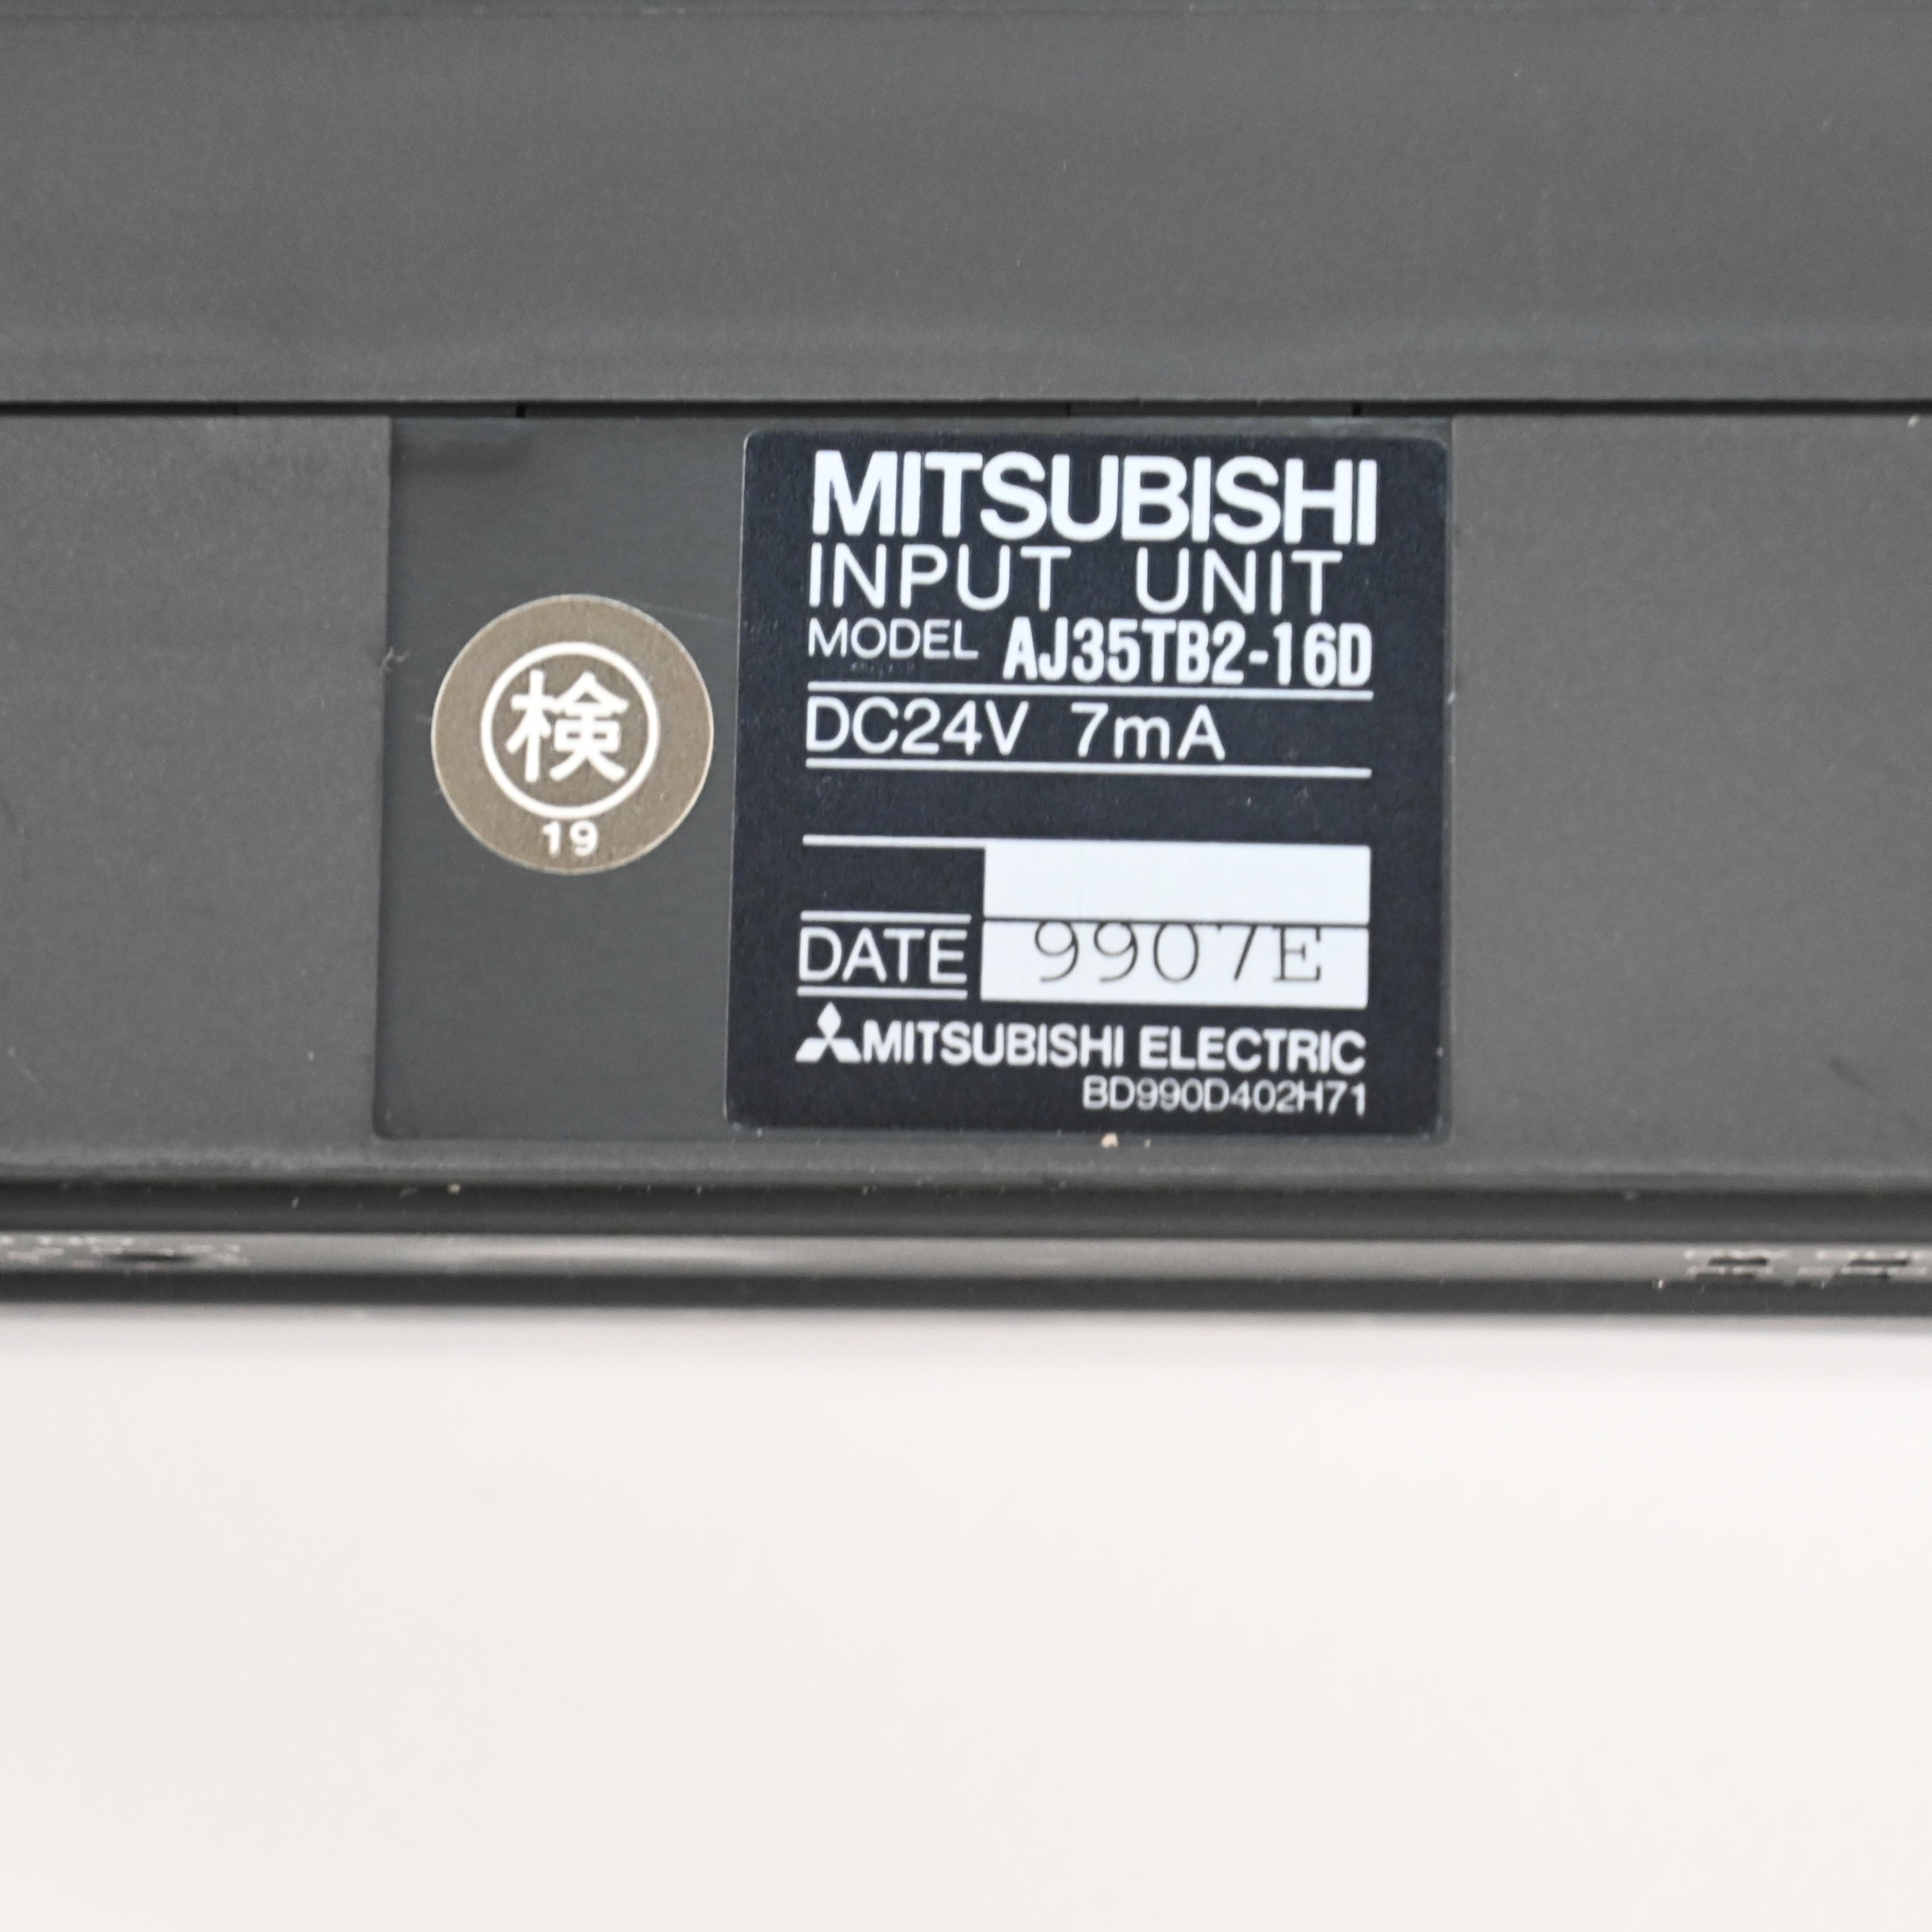 MITSUBISHI
INPUT UNIT
MODEL AJ35TB2-16D
DC24V 7mA
検
19
DATE 9907E
MITSUBISHI ELECTRIC
BD990D402H71